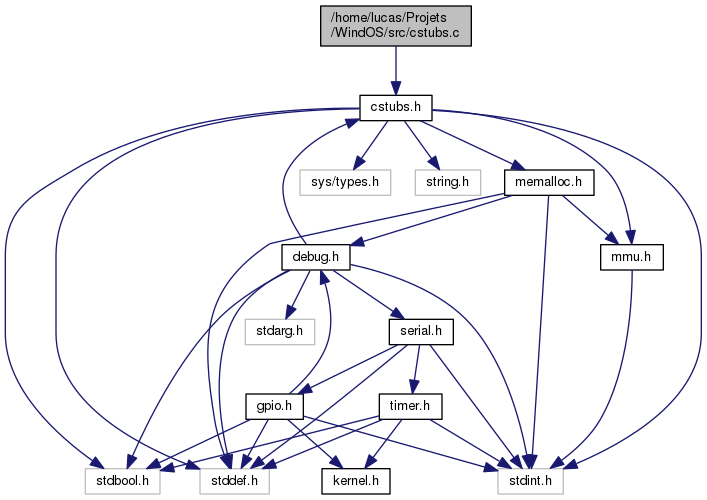 /home/lucas/Projets
/WindOS/src/cstubs.c
cstubs.h
sys/types.h
string.h
memalloc.h
debug.h
mmu.h
stdarg.h
serial.h
gpio.h
timer.h
stdbool.h
stddef.h
kernel.h
stdint.h